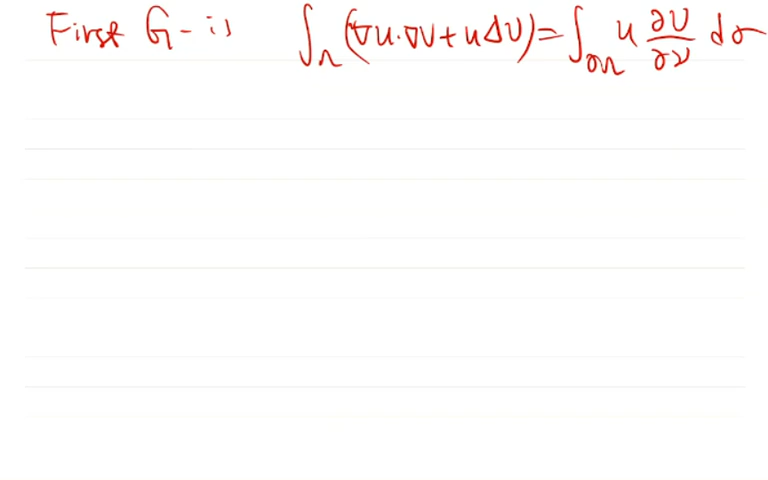 First G-is ∫_Ω (∇u·∇v + uΔv) = ∫_∂Ω u ∂v/∂ν dσ